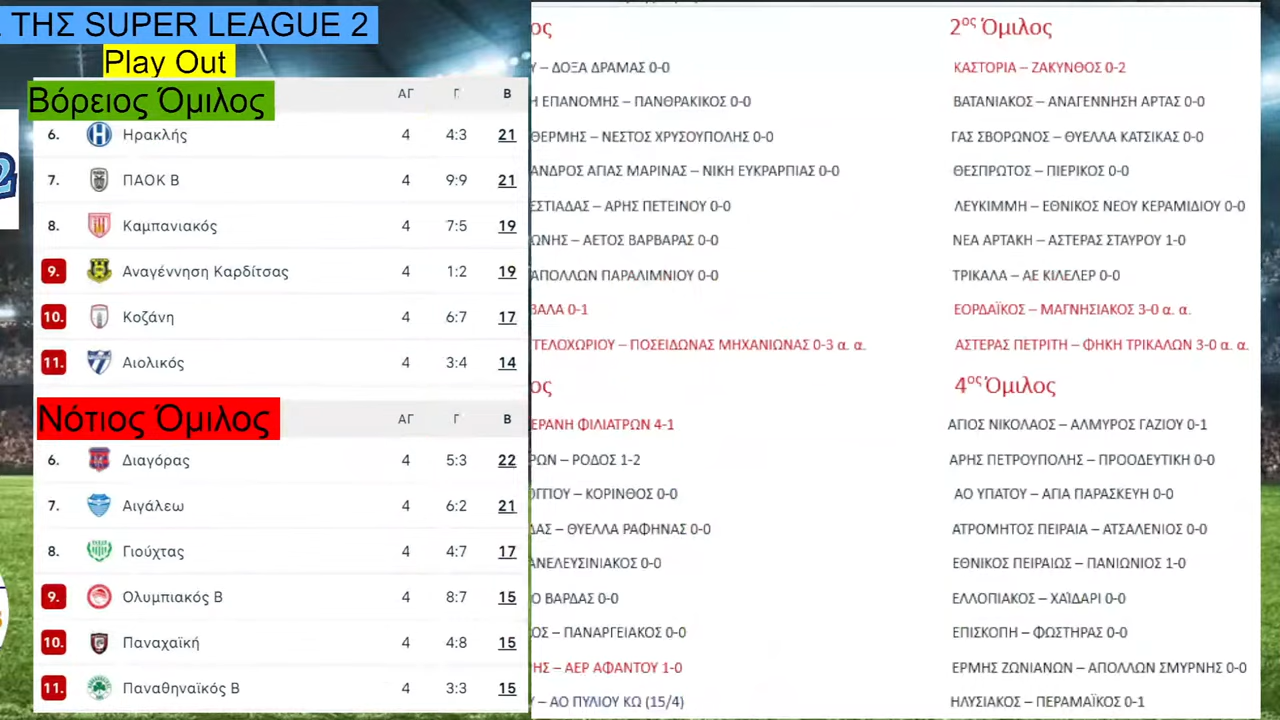 ΤΗΣ SUPER LEAGUE 2
Play Out
Βόρειος Όμιλος ΑΓ Γ Β
6. Ηρακλής 4 4:3 21
7. ΠΑΟΚ Β 4 9:9 21
8. Καμπανιακός 4 7:5 19
9. Αναγέννηση Καρδίτσας 4 1:2 19
10. Κοζάνη 4 6:7 17
11. Αιολικός 4 3:4 14
Νότιος Όμιλος ΑΓ Γ Β
6. Διαγόρας 4 5:3 22
7. Αιγάλεω 4 6:2 21
8. Γιούχτας 4 4:7 17
9. Ολυμπιακός Β 4 8:7 15
10. Παναχαϊκή 4 4:8 15
11. Παναθηναϊκός Β 4 3:3 15
ος
Υ – ΔΟΞΑ ΔΡΑΜΑΣ 0-0
Η ΕΠΑΝΟΜΗΣ – ΠΑΝΘΡΑΚΙΚΟΣ 0-0
ΘΕΡΜΗΣ – ΝΕΣΤΟΣ ΧΡΥΣΟΥΠΟΛΗΣ 0-0
ΑΝΔΡΟΣ ΑΓΙΑΣ ΜΑΡΙΝΑΣ – ΝΙΚΗ ΕΥΚΡΑΡΠΙΑΣ 0-0
ΕΣΤΙΑΔΑΣ – ΑΡΗΣ ΠΕΤΕΙΝΟΥ 0-0
ΩΝΗΣ – ΑΕΤΟΣ ΒΑΡΒΑΡΑΣ 0-0
ΑΠΟΛΛΩΝ ΠΑΡΑΛΙΜΝΙΟΥ 0-0
ΒΑΛΑ 0-1
ΤΕΛΟΧΩΡΙΟΥ – ΠΟΣΕΙΔΩΝΑΣ ΜΗΧΑΝΙΩΝΑΣ 0-3 α. α.
2ος Όμιλος
ΚΑΣΤΟΡΙΑ – ΖΑΚΥΝΘΟΣ 0-2
ΒΑΤΑΝΙΑΚΟΣ – ΑΝΑΓΕΝΝΗΣΗ ΑΡΤΑΣ 0-0
ΓΑΣ ΣΒΟΡΩΝΟΣ – ΘΥΕΛΛΑ ΚΑΤΣΙΚΑΣ 0-0
ΘΕΣΠΡΩΤΟΣ – ΠΙΕΡΙΚΟΣ 0-0
ΛΕΥΚΙΜΜΗ – ΕΘΝΙΚΟΣ ΝΕΟΥ ΚΕΡΑΜΙΔΙΟΥ 0-0
ΝΕΑ ΑΡΤΑΚΗ – ΑΣΤΕΡΑΣ ΣΤΑΥΡΟΥ 1-0
ΤΡΙΚΑΛΑ – ΑΕ ΚΙΛΕΛΕΡ 0-0
ΕΟΡΔΑΪΚΟΣ – ΜΑΓΝΗΣΙΑΚΟΣ 3-0 α. α.
ΑΣΤΕΡΑΣ ΠΕΤΡΙΤΗ – ΦΗΚΗ ΤΡΙΚΑΛΩΝ 3-0 α. α.
ος
ΕΡΑΝΗ ΦΙΛΙΑΤΡΩΝ 4-1
ΡΩΝ – ΡΟΔΟΣ 1-2
ΟΓΓΙΟΥ – ΚΟΡΙΝΘΟΣ 0-0
ΔΑΣ – ΘΥΕΛΛΑ ΡΑΦΗΝΑΣ 0-0
ΑΝΕΛΕΥΣΙΝΙΑΚΟΣ 0-0
Ο ΒΑΡΔΑΣ 0-0
ΟΣ – ΠΑΝΑΡΓΕΙΑΚΟΣ 0-0
ΗΣ – ΑΕΡ ΑΦΑΝΤΟΥ 1-0
Υ – ΑΟ ΠΥΛΙΟΥ ΚΩ (15/4)
4ος Όμιλος
ΑΓΙΟΣ ΝΙΚΟΛΑΟΣ – ΑΛΜΥΡΟΣ ΓΑΖΙΟΥ 0-1
ΑΡΗΣ ΠΕΤΡΟΥΠΟΛΗΣ – ΠΡΟΟΔΕΥΤΙΚΗ 0-0
ΑΟ ΥΠΑΤΟΥ – ΑΓΙΑ ΠΑΡΑΣΚΕΥΗ 0-0
ΑΤΡΟΜΗΤΟΣ ΠΕΙΡΑΙΑ – ΑΤΣΑΛΕΝΙΟΣ 0-0
ΕΘΝΙΚΟΣ ΠΕΙΡΑΙΩΣ – ΠΑΝΙΩΝΙΟΣ 1-0
ΕΛΛΟΠΙΑΚΟΣ – ΧΑΪΔΑΡΙ 0-0
ΕΠΙΣΚΟΠΗ – ΦΩΣΤΗΡΑΣ 0-0
ΕΡΜΗΣ ΖΩΝΙΑΝΩΝ – ΑΠΟΛΛΩΝ ΣΜΥΡΝΗΣ 0-0
ΗΛΥΣΙΑΚΟΣ – ΠΕΡΑΜΑΪΚΟΣ 0-1